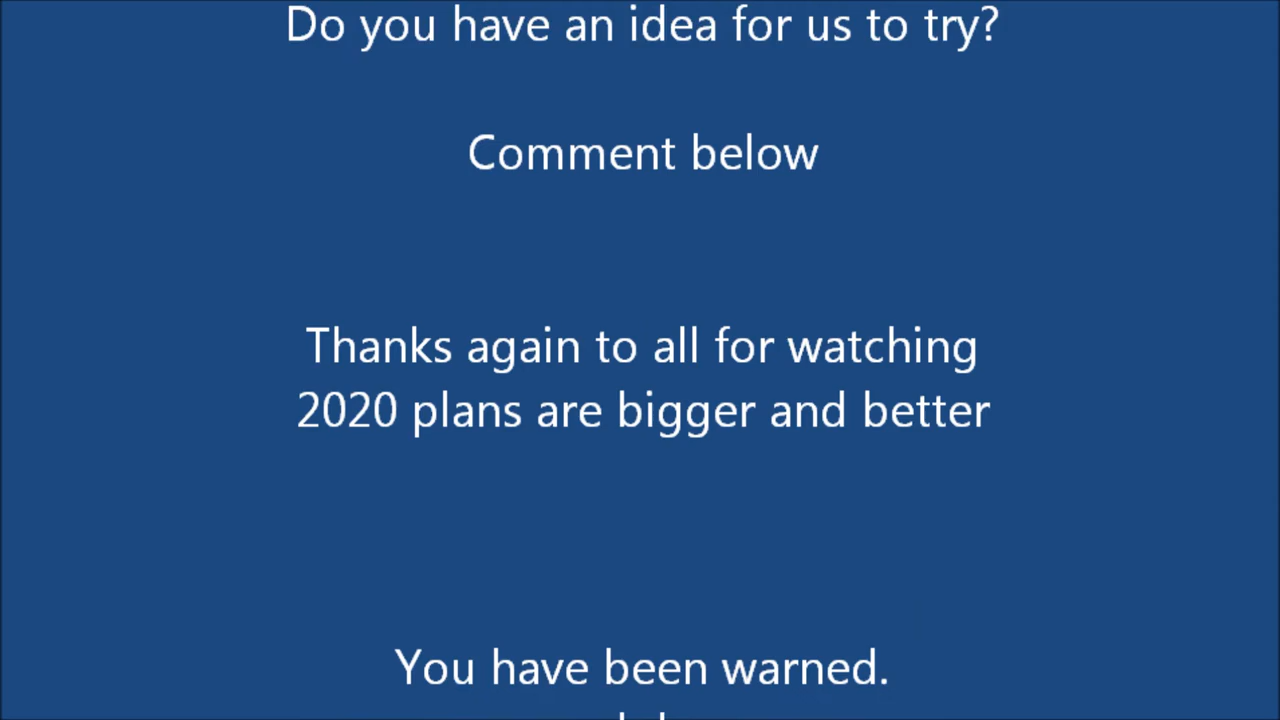 Do you have an idea for us to try?
Comment below
Thanks again to all for watching
2020 plans are bigger and better
You have been warned.